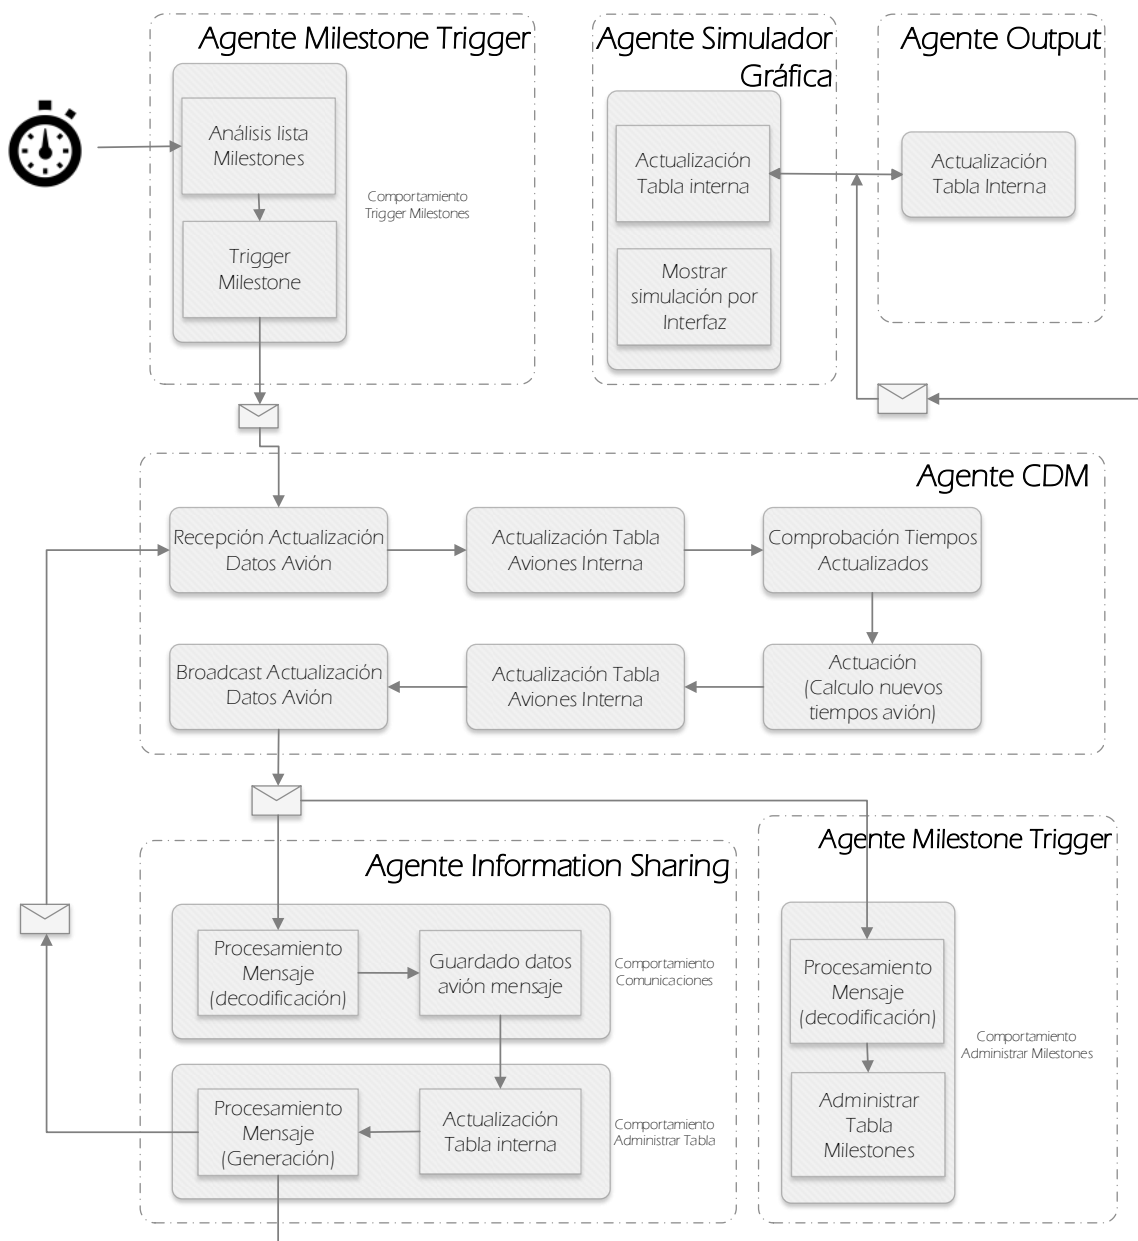 Agente Milestone Trigger
Análisis lista
Milestones
Comportamiento
Trigger Milestones
Trigger
Milestone
Agente Simulador
Gráfica
Actualización
Tabla interna
Mostrar
simulación por
Interfaz
Agente Output
Actualización
Tabla Interna
Agente CDM
Recepción Actualización
Datos Avión
Actualización Tabla
Aviones Interna
Comprobación Tiempos
Actualizados
Broadcast Actualización
Datos Avión
Actualización Tabla
Aviones Interna
Actuación
(Calculo nuevos
tiempos avión)
Agente Information Sharing
Procesamiento
Mensaje
(decodificación)
Guardado datos
avión mensaje
Comportamiento
Comunicaciones
Procesamiento
Mensaje
(Generación)
Actualización
Tabla interna
Comportamiento
Administrar Tabla
Agente Milestone Trigger
Procesamiento
Mensaje
(decodificación)
Comportamiento
Administrar Milestones
Administrar
Tabla
Milestones